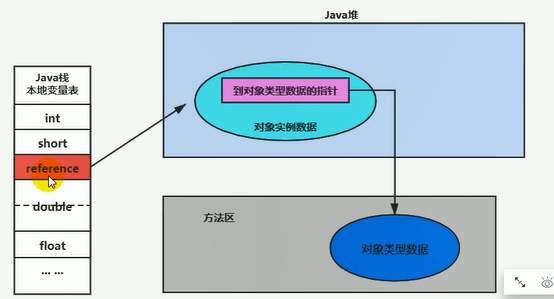 Java堆
Java栈
本地变量表
int
short
reference
double
float
... ...
到对象类型数据的指针
对象实例数据
方法区
对象类型数据